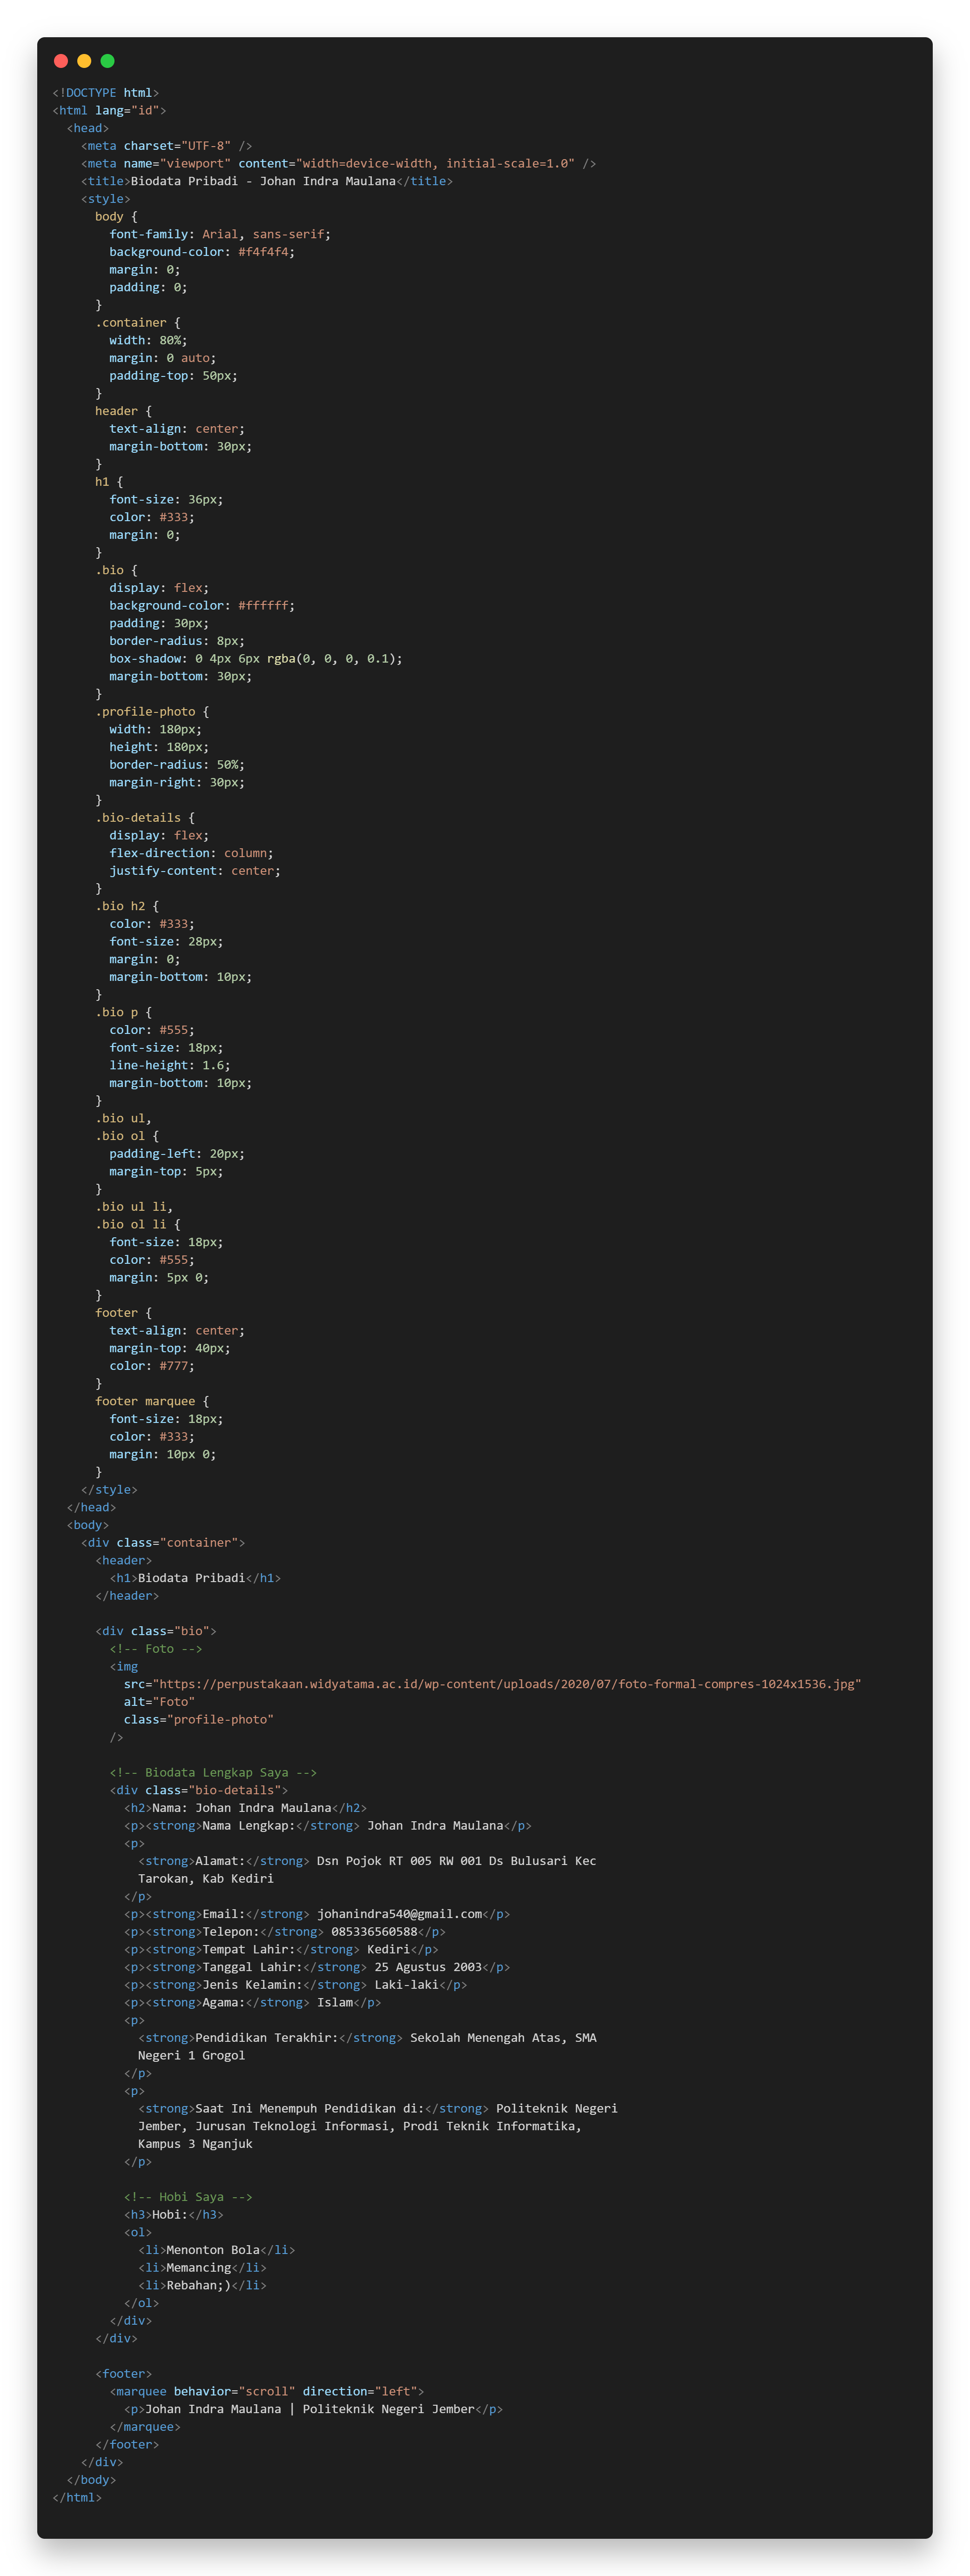 <!DOCTYPE html>
<html lang="id">
  <head>
    <meta charset="UTF-8" />
    <meta name="viewport" content="width=device-width, initial-scale=1.0" />
    <title>Biodata Pribadi - Johan Indra Maulana</title>
    <style>
      body {
        font-family: Arial, sans-serif;
        background-color: #f4f4f4;
        margin: 0;
        padding: 0;
      }
      .container {
        width: 80%;
        margin: 0 auto;
        padding-top: 50px;
      }
      header {
        text-align: center;
        margin-bottom: 30px;
      }
      h1 {
        font-size: 36px;
        color: #333;
        margin: 0;
      }
      .bio {
        display: flex;
        background-color: #ffffff;
        padding: 30px;
        border-radius: 8px;
        box-shadow: 0 4px 6px rgba(0, 0, 0, 0.1);
        margin-bottom: 30px;
      }
      .profile-photo {
        width: 180px;
        height: 180px;
        border-radius: 50%;
        margin-right: 30px;
      }
      .bio-details {
        display: flex;
        flex-direction: column;
        justify-content: center;
      }
      .bio h2 {
        color: #333;
        font-size: 28px;
        margin: 0;
        margin-bottom: 10px;
      }
      .bio p {
        color: #555;
        font-size: 18px;
        line-height: 1.6;
        margin-bottom: 10px;
      }
      .bio ul,
      .bio ol {
        padding-left: 20px;
        margin-top: 5px;
      }
      .bio ul li,
      .bio ol li {
        font-size: 18px;
        color: #555;
        margin: 5px 0;
      }
      footer {
        text-align: center;
        margin-top: 40px;
        color: #777;
      }
      footer marquee {
        font-size: 18px;
        color: #333;
        margin: 10px 0;
      }
    </style>
  </head>
  <body>
    <div class="container">
      <header>
        <h1>Biodata Pribadi</h1>
      </header>

      <div class="bio">
        <!-- Foto -->
        <img
          src="https://perpustakaan.widyatama.ac.id/wp-content/uploads/2020/07/foto-formal-compres-1024x1536.jpg"
          alt="Foto"
          class="profile-photo"
        />

        <!-- Biodata Lengkap Saya -->
        <div class="bio-details">
          <h2>Nama: Johan Indra Maulana</h2>
          <p><strong>Nama Lengkap:</strong> Johan Indra Maulana</p>
          <p>
            <strong>Alamat:</strong> Dsn Pojok RT 005 RW 001 Ds Bulusari Kec
            Tarokan, Kab Kediri
          </p>
          <p><strong>Email:</strong> johanindra540@gmail.com</p>
          <p><strong>Telepon:</strong> 085336560588</p>
          <p><strong>Tempat Lahir:</strong> Kediri</p>
          <p><strong>Tanggal Lahir:</strong> 25 Agustus 2003</p>
          <p><strong>Jenis Kelamin:</strong> Laki-laki</p>
          <p><strong>Agama:</strong> Islam</p>
          <p>
            <strong>Pendidikan Terakhir:</strong> Sekolah Menengah Atas, SMA
            Negeri 1 Grogol
          </p>
          <p>
            <strong>Saat Ini Menempuh Pendidikan di:</strong> Politeknik Negeri
            Jember, Jurusan Teknologi Informasi, Prodi Teknik Informatika,
            Kampus 3 Nganjuk
          </p>

          <!-- Hobi Saya -->
          <h3>Hobi:</h3>
          <ol>
            <li>Menonton Bola</li>
            <li>Memancing</li>
            <li>Rebahan;)</li>
          </ol>
        </div>
      </div>

      <footer>
        <marquee behavior="scroll" direction="left">
          <p>Johan Indra Maulana | Politeknik Negeri Jember</p>
        </marquee>
      </footer>
    </div>
  </body>
</html>